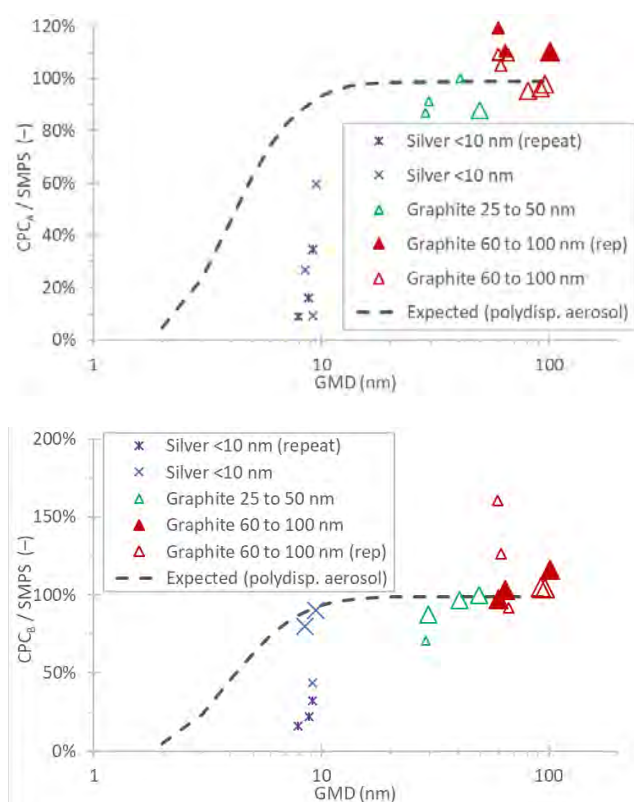 120%
100%
80%
60%
40%
20%
0%
CPCA / SMPS (−)
Silver <10 nm (repeat)
Silver <10 nm
Graphite 25 to 50 nm
Graphite 60 to 100 nm (rep)
Graphite 60 to 100 nm
Expected (polydisp. aerosol)
1 10 100
GMD (nm)
200%
150%
100%
50%
0%
CPCB / SMPS (−)
Silver <10 nm (repeat)
Silver <10 nm
Graphite 25 to 50 nm
Graphite 60 to 100 nm
Graphite 60 to 100 nm (rep)
Expected (polydisp. aerosol)
1 10 100
GMD (nm)